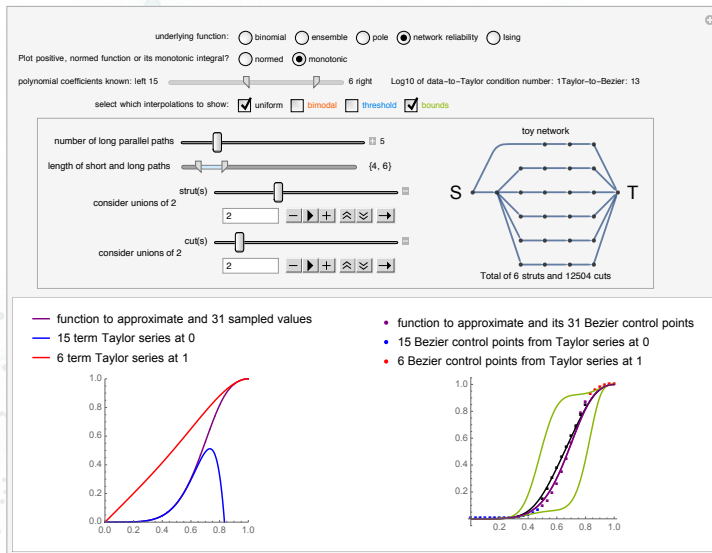 underlying function: binomial ensemble pole network reliability Ising
Plot positive, normed function or its monotonic integral? normed monotonic
polynomial coefficients known: left 15 6 right Log10 of data-to-Taylor condition number: 1Taylor-to-Bezier: 13
select which interpolations to show: uniform bimodal threshold bounds
number of long parallel paths 5
length of short and long paths {4, 6}
strut(s)
consider unions of 2
2
cut(s)
consider unions of 2
2
toy network
S T
Total of 6 struts and 12504 cuts
function to approximate and 31 sampled values
15 term Taylor series at 0
6 term Taylor series at 1
1.0
0.8
0.6
0.4
0.2
0.0
0.0 0.2 0.4 0.6 0.8 1.0
function to approximate and its 31 Bezier control points
15 Bezier control points from Taylor series at 0
6 Bezier control points from Taylor series at 1
1.0
0.8
0.6
0.4
0.2
0.2 0.4 0.6 0.8 1.0